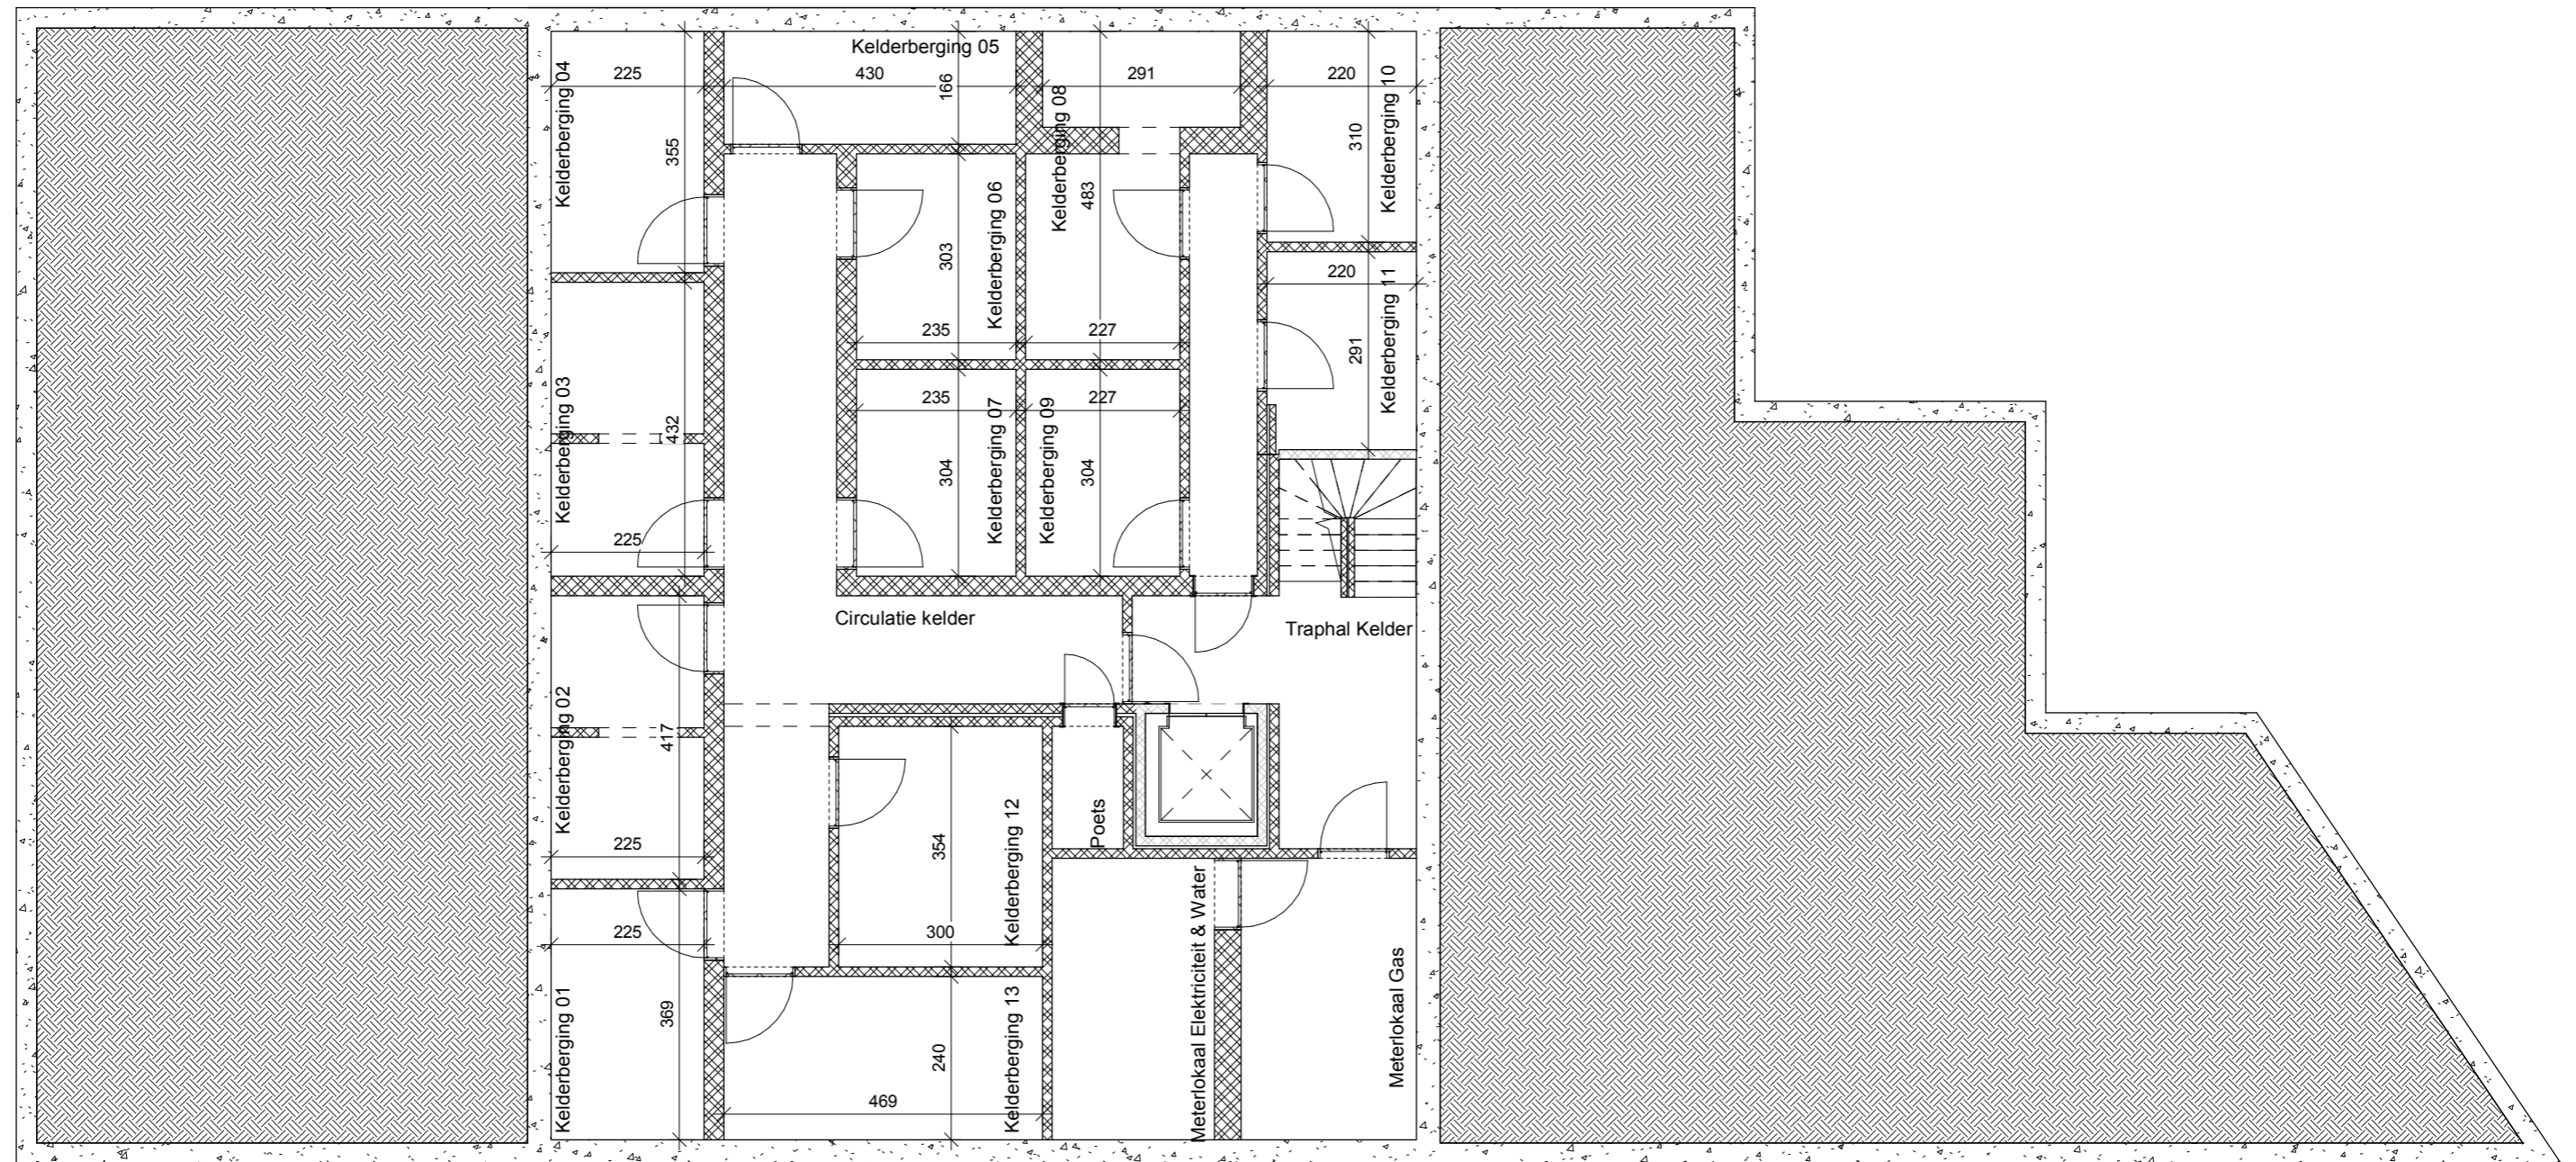 Kelderberging 05
225
430
166
291
220
Kelderberging 04
355
Kelderberging 08
483
310
Kelderberging 10
303
Kelderberging 06
235
227
220
291
Kelderberging 11
Kelderberging 03
432
225
235
227
304
Kelderberging 07
Kelderberging 09
304
Circulatie kelder
Traphal Kelder
Kelderberging 02
417
225
354
Kelderberging 12
300
Poets
Meterlokaal Elektriciteit & Water
Meterlokaal Gas
225
Kelderberging 01
369
240
Kelderberging 13
469